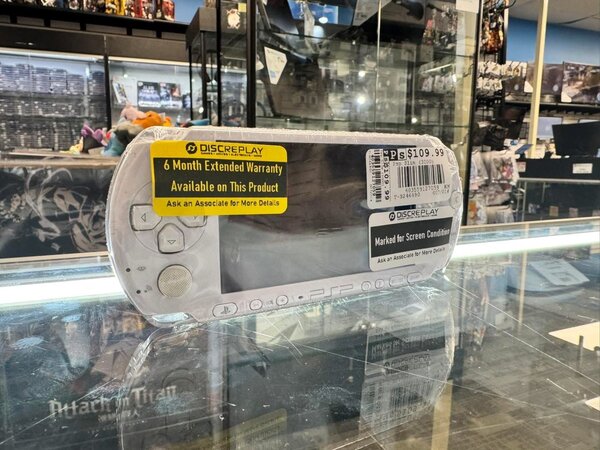 DISCREPLAY
6 Month Extended Warranty
Available on This Product
Ask an Associate for More Details
$109.99
DISCREPLAY
Marked for Screen Condition
Ask an Associate for More Details
PSP
Attack on Titan